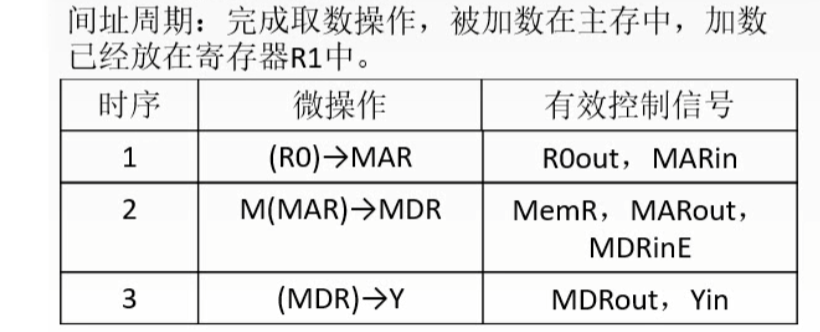 间址周期：完成取数操作，被加数在主存中，加数
已经放在寄存器R1中。
时序 微操作 有效控制信号
1 (R0)→MAR R0out，MARin
2 M(MAR)→MDR MemR，MARout，
MDRinE
3 (MDR)→Y MDRout，Yin